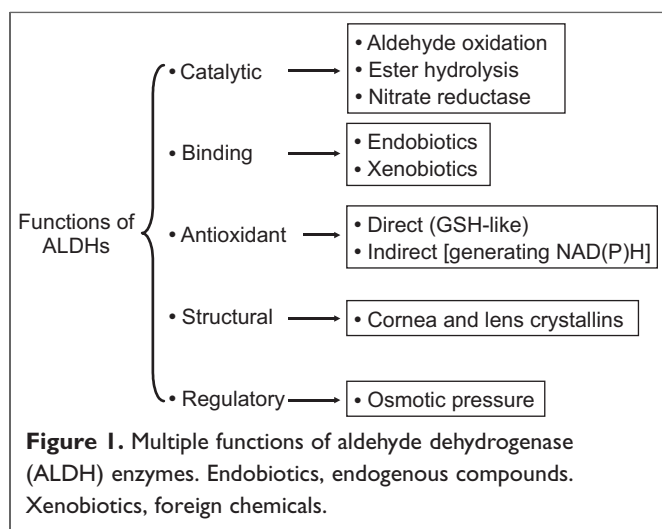 • Catalytic
• Aldehyde oxidation
• Ester hydrolysis
• Nitrate reductase
• Binding
• Endobiotics
• Xenobiotics
Functions of
ALDHs
• Antioxidant
• Direct (GSH-like)
• Indirect [generating NAD(P)H]
• Structural
• Cornea and lens crystallins
• Regulatory
• Osmotic pressure
Figure 1. Multiple functions of aldehyde dehydrogenase
(ALDH) enzymes. Endobiotics, endogenous compounds.
Xenobiotics, foreign chemicals.